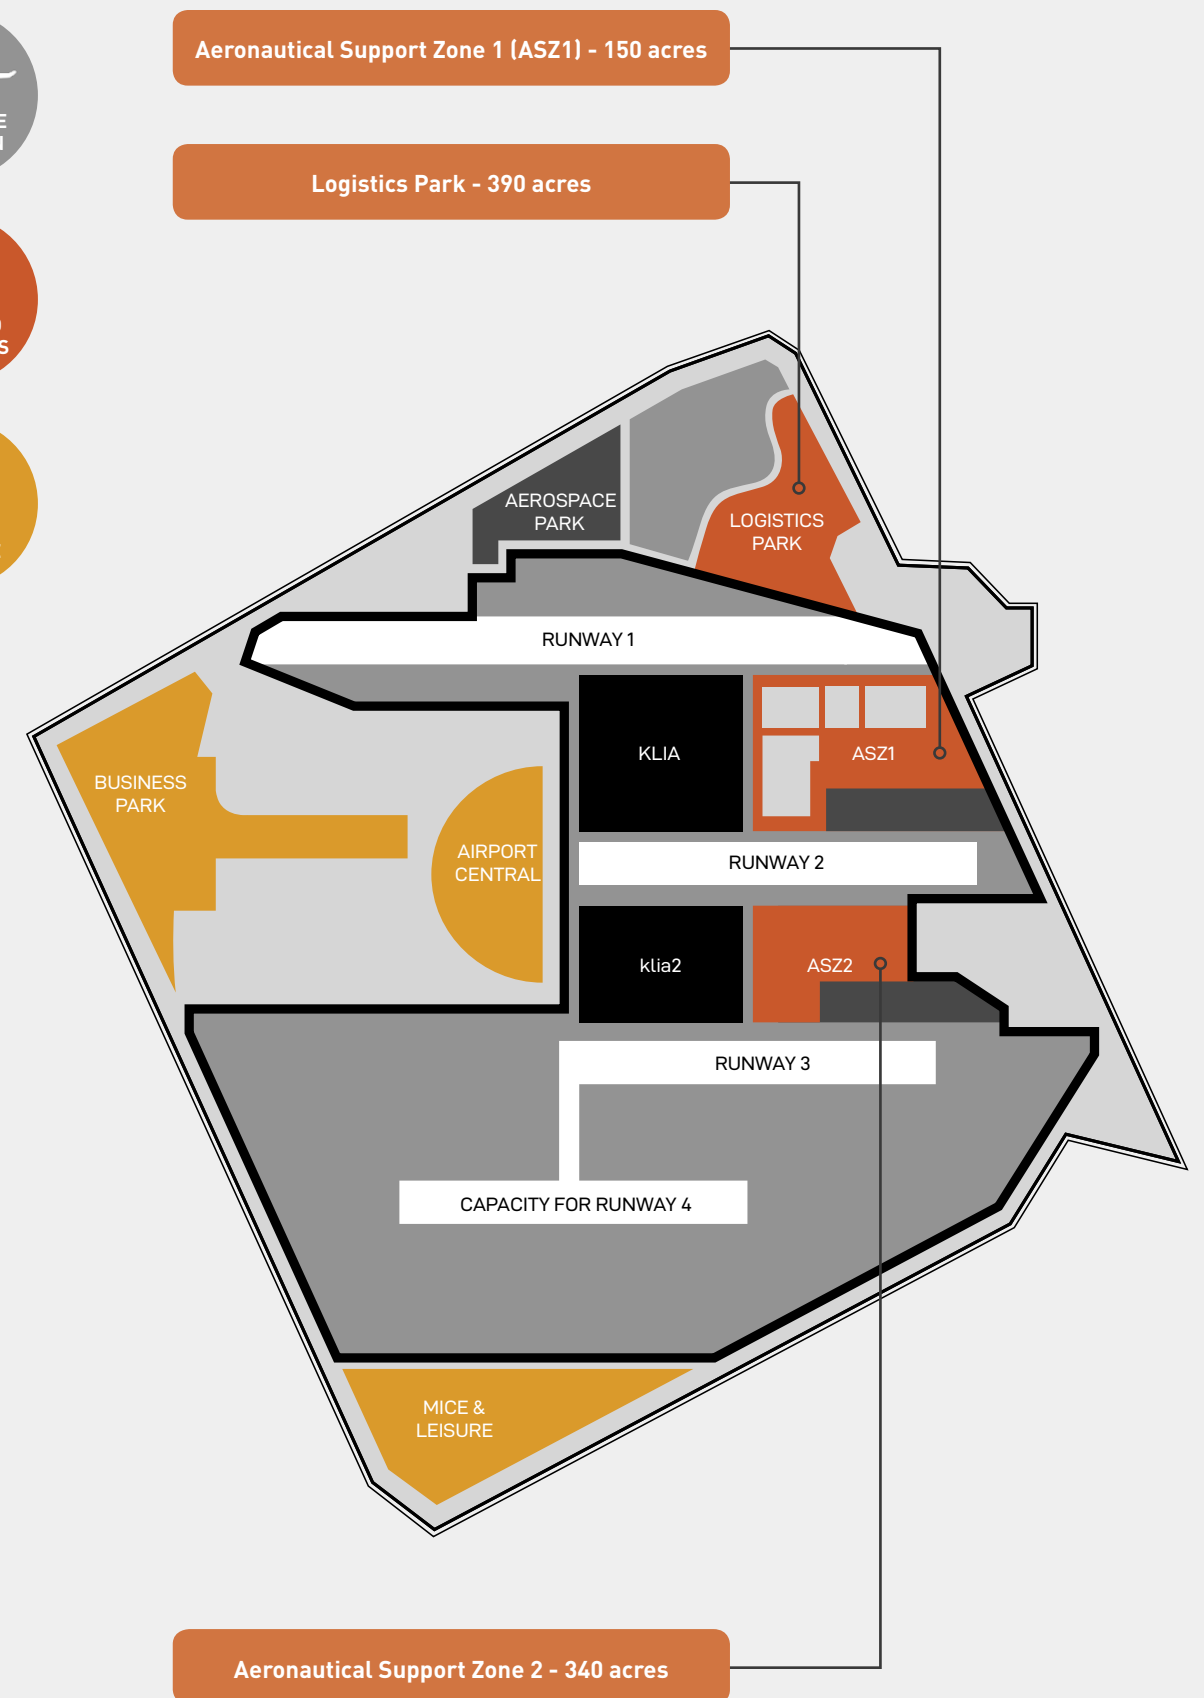 Aeronautical Support Zone 1 (ASZ1) - 150 acres
Logistics Park - 390 acres
AEROSPACE
PARK
LOGISTICS
PARK
RUNWAY 1
KLIA
ASZ1
BUSINESS
PARK
AIRPORT
CENTRAL
RUNWAY 2
klia2
ASZ2
RUNWAY 3
CAPACITY FOR RUNWAY 4
MICE &
LEISURE
Aeronautical Support Zone 2 - 340 acres